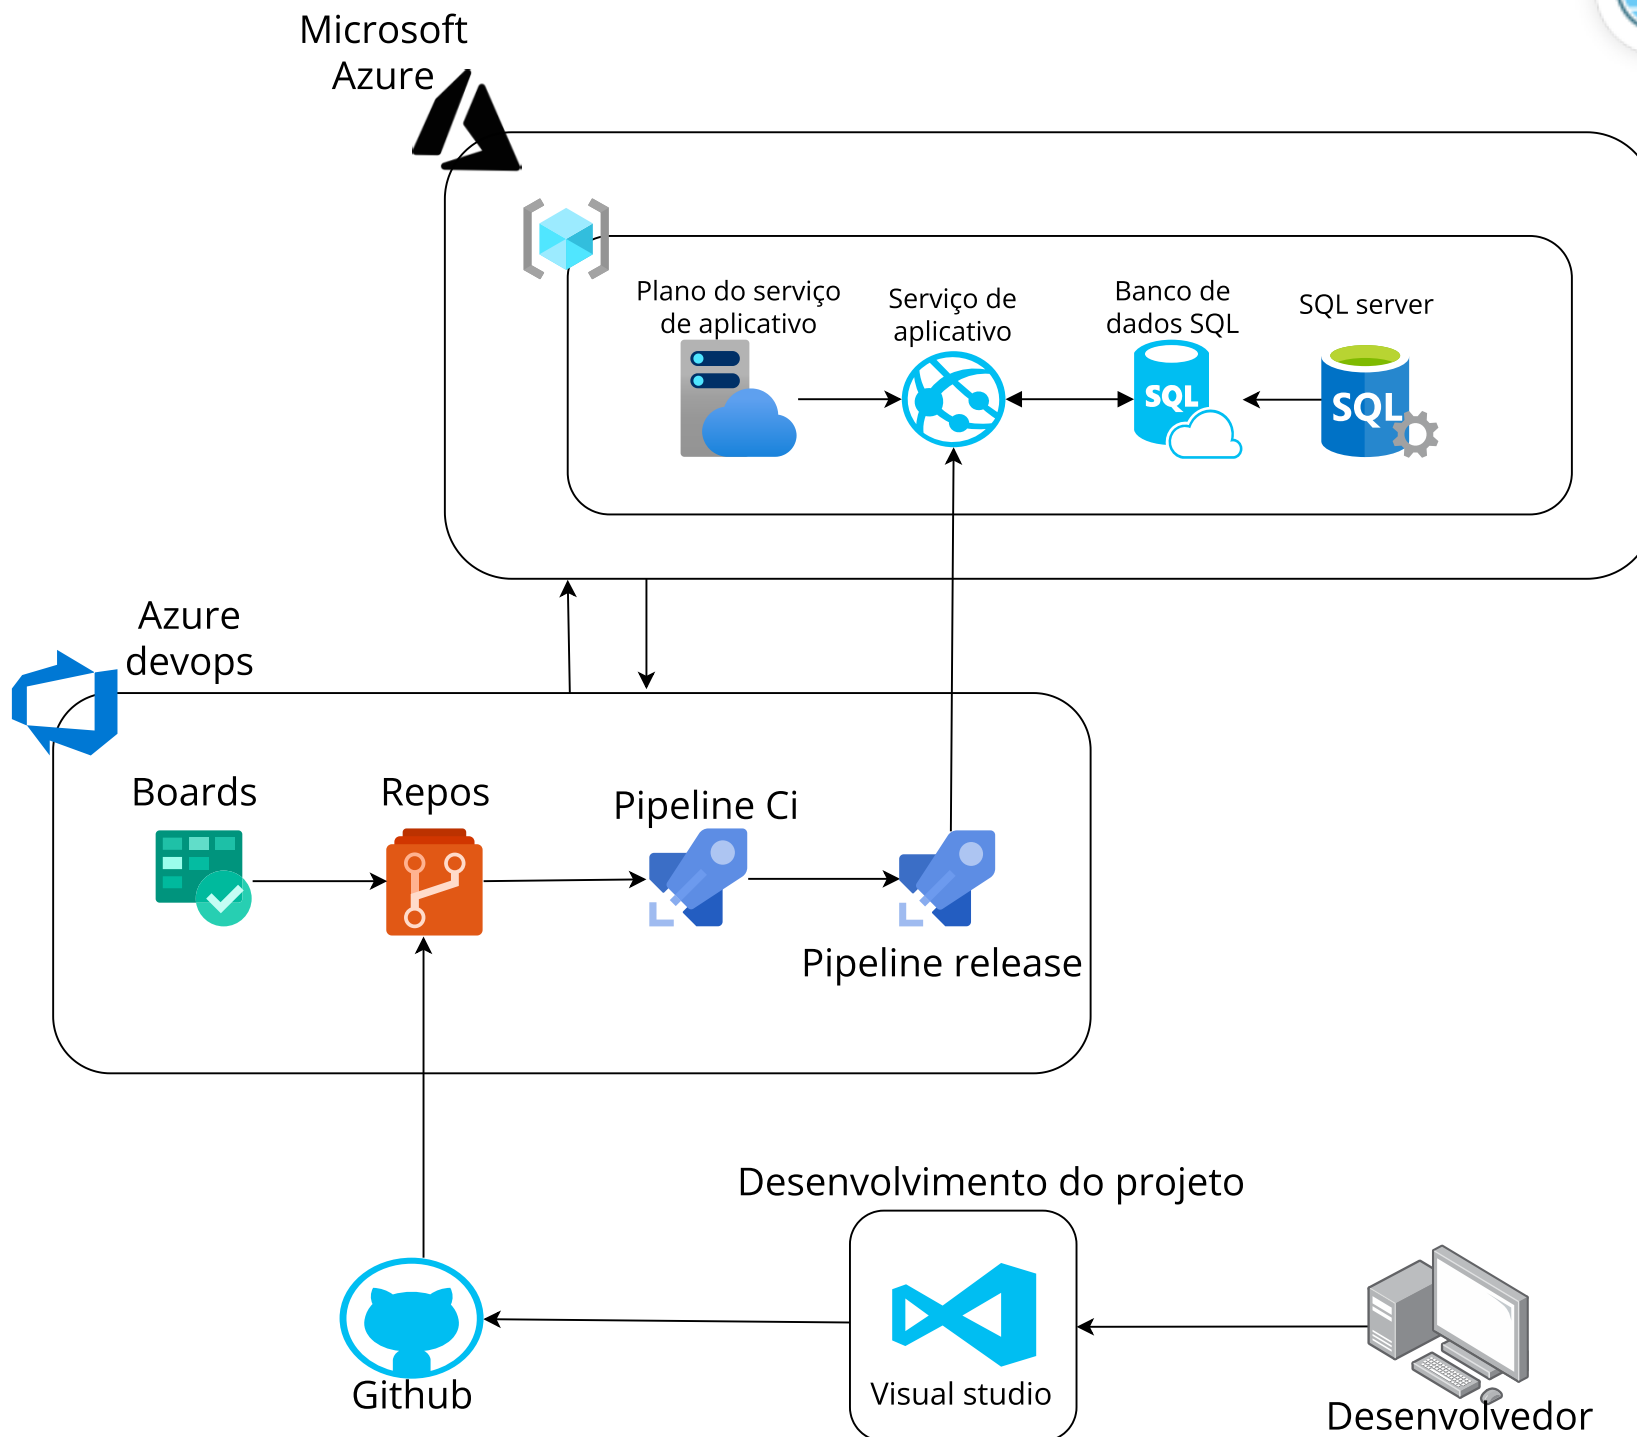 Microsoft
Azure
Plano do serviço
de aplicativo
Serviço de
aplicativo
Banco de
dados SQL
SQL server
SQL
SQL
Azure
devops
Boards
Repos
Pipeline Ci
Pipeline release
Desenvolvimento do projeto
Visual studio
Github
Desenvolvedor